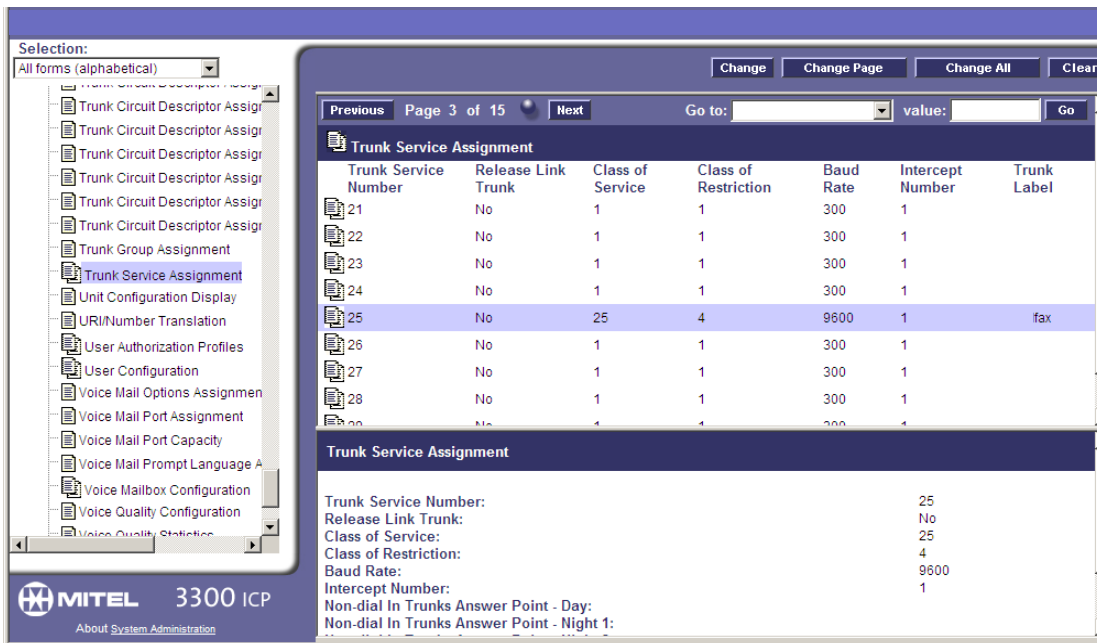 Selection:
All forms (alphabetical)
Trunk Circuit Descriptor Assigr
Trunk Circuit Descriptor Assigr
Trunk Circuit Descriptor Assigr
Trunk Circuit Descriptor Assigr
Trunk Circuit Descriptor Assigr
Trunk Circuit Descriptor Assigr
Trunk Group Assignment
Trunk Service Assignment
Unit Configuration Display
URI/Number Translation
User Authorization Profiles
User Configuration
Voice Mail Options Assignmen
Voice Mail Port Assignment
Voice Mail Port Capacity
Voice Mail Prompt Language A
Voice Mailbox Configuration
Voice Quality Configuration
Voice Quality Statistics
MITEL 3300 ICP
About System Administration
Change Change Page Change All Clear
Previous Page 3 of 15 Next Go to: value: Go
Trunk Service Assignment
Trunk Service Number Release Link Trunk Class of Service Class of Restriction Baud Rate Intercept Number Trunk Label
21 No 1 1 300 1
22 No 1 1 300 1
23 No 1 1 300 1
24 No 1 1 300 1
25 No 25 4 9600 1 Ifax
26 No 1 1 300 1
27 No 1 1 300 1
28 No 1 1 300 1
Trunk Service Assignment
Trunk Service Number: 25
Release Link Trunk: No
Class of Service: 25
Class of Restriction: 4
Baud Rate: 9600
Intercept Number: 1
Non-dial In Trunks Answer Point - Day:
Non-dial In Trunks Answer Point - Night 1: